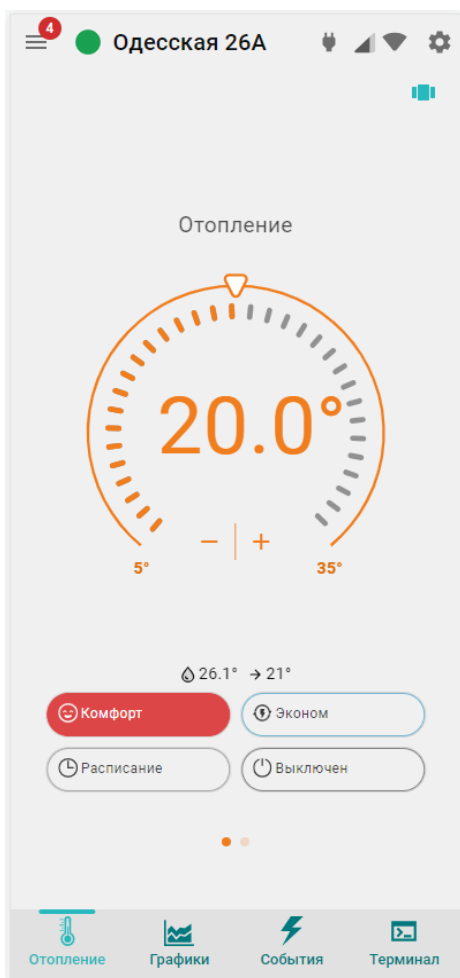 4
Одесская 26А
Отопление
20.0°
− +
5° 35°
26.1° → 21°
Комфорт Эконом
Расписание Выключен
Отопление Графики События Терминал